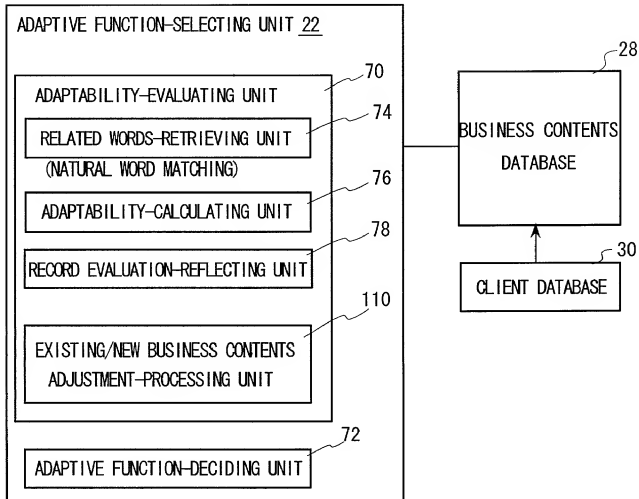 ADAPTIVE FUNCTION-SELECTING UNIT 22
70
ADAPTABILITY-EVALUATING UNIT
74
RELATED WORDS-RETRIEVING UNIT
(NATURAL WORD MATCHING)
76
ADAPTABILITY-CALCULATING UNIT
78
RECORD EVALUATION-REFLECTING UNIT
110
EXISTING/NEW BUSINESS CONTENTS
ADJUSTMENT-PROCESSING UNIT
72
ADAPTIVE FUNCTION-DECIDING UNIT
28
BUSINESS CONTENTS
DATABASE
30
CLIENT DATABASE